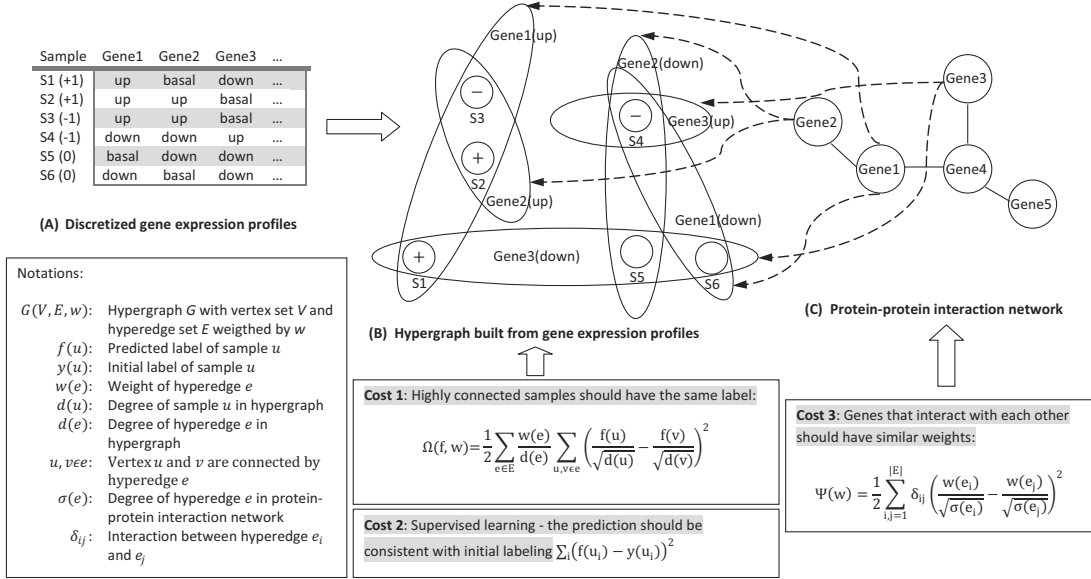 Sample Gene1 Gene2 Gene3 ...
S1 (+1) up basal down ...
S2 (+1) up up basal ...
S3 (-1) up up basal ...
S4 (-1) down down up ...
S5 (0) basal down down ...
S6 (0) down basal down ...
(A) Discretized gene expression profiles
Gene1(up)
Gene2(down)
−
S3
+
S2
Gene2(up)
−
S4
Gene3(up)
Gene1(down)
+
S1
Gene3(down)
S5
S6
(B) Hypergraph built from gene expression profiles
Gene3
Gene2
Gene1
Gene4
Gene5
(C) Protein-protein interaction network
Notations:
G(V, E, w): Hypergraph G with vertex set V and
hyperedge set E weigthed by w
f(u): Predicted label of sample u
y(u): Initial label of sample u
w(e): Weight of hyperedge e
d(u): Degree of sample u in hypergraph
d(e): Degree of hyperedge e in
hypergraph
u, vϵe: Vertex u and v are connected by
hyperedge e
σ(e): Degree of hyperedge e in protein-
protein interaction network
δij: Interaction between hyperedge ei
and ej
Cost 1: Highly connected samples should have the same label:
Ω(f, w)=1/2 ∑e∈E w(e)/d(e) ∑u,vϵe (f(u)/√d(u) − f(v)/√d(v))²
Cost 2: Supervised learning - the prediction should be
consistent with initial labeling ∑i(f(ui) − y(ui))²
Cost 3: Genes that interact with each other
should have similar weights:
Ψ(w) = 1/2 ∑i,j=1|E| δij (w(ei)/√σ(ei) − w(ej)/√σ(ej))²